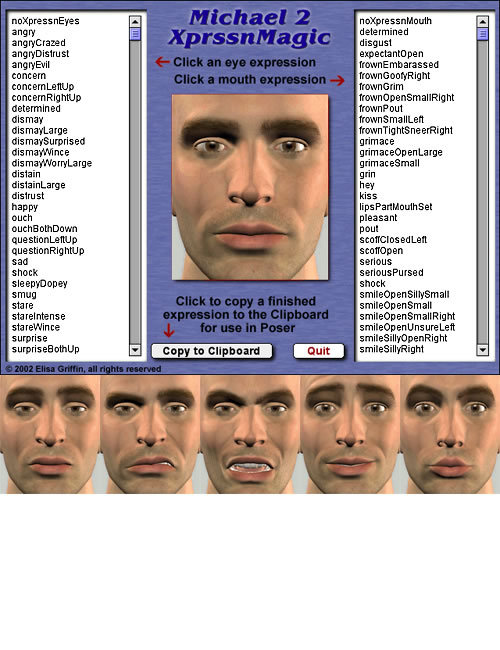 Michael 2
XprssnMagic
Click an eye expression
Click a mouth expression
noXpressnEyes
angry
angryCrazed
angryDistrust
angryEvil
concern
concernLeftUp
concernRightUp
determined
dismay
dismayLarge
dismaySurprised
dismayWince
dismayWorryLarge
distain
distainLarge
distrust
happy
ouch
ouchBothDown
questionLeftUp
questionRightUp
sad
shock
sleepyDopey
smug
stare
stareIntense
stareWince
surprise
surpriseBothUp
noXpressnMouth
determined
disgust
expectantOpen
frownEmbarassed
frownGoofyRight
frownGrim
frownOpenSmallRight
frownPout
frownSmallLeft
frownTightSneerRight
grimace
grimaceOpenLarge
grimaceSmall
grin
hey
kiss
lipsPartMouthSet
pleasant
pout
scoffClosedLeft
scoffOpen
serious
seriousPursed
shock
smileOpenSillySmall
smileOpenSmall
smileOpenSmallRight
smileOpenUnsureLeft
smileSillyOpenRight
smileSillyRight
Click to copy a finished
expression to the Clipboard
for use in Poser
Copy to Clipboard
Quit
© 2002 Elisa Griffin, all rights reserved